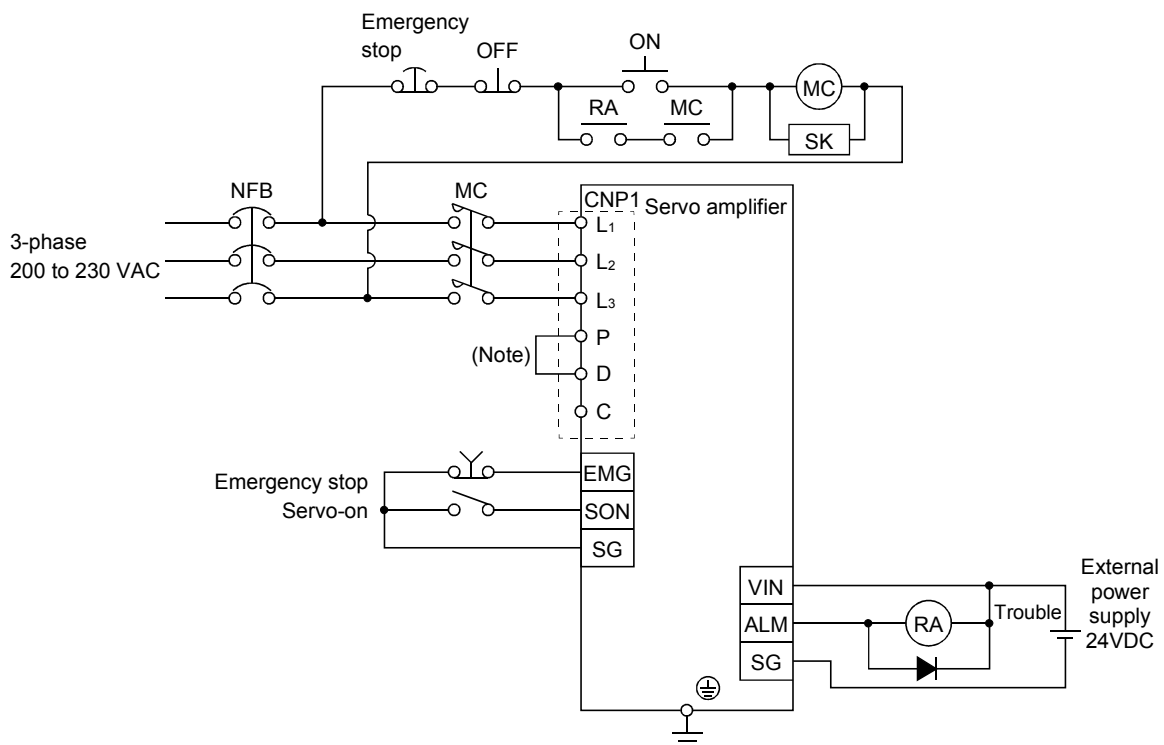 Emergency
stop
OFF
ON
MC
RA
MC
SK
NFB
MC
CNP1
Servo amplifier
3-phase
200 to 230 VAC
L1
L2
L3
(Note)
P
D
C
Emergency stop
Servo-on
EMG
SON
SG
VIN
ALM
SG
RA
Trouble
External
power
supply
24VDC